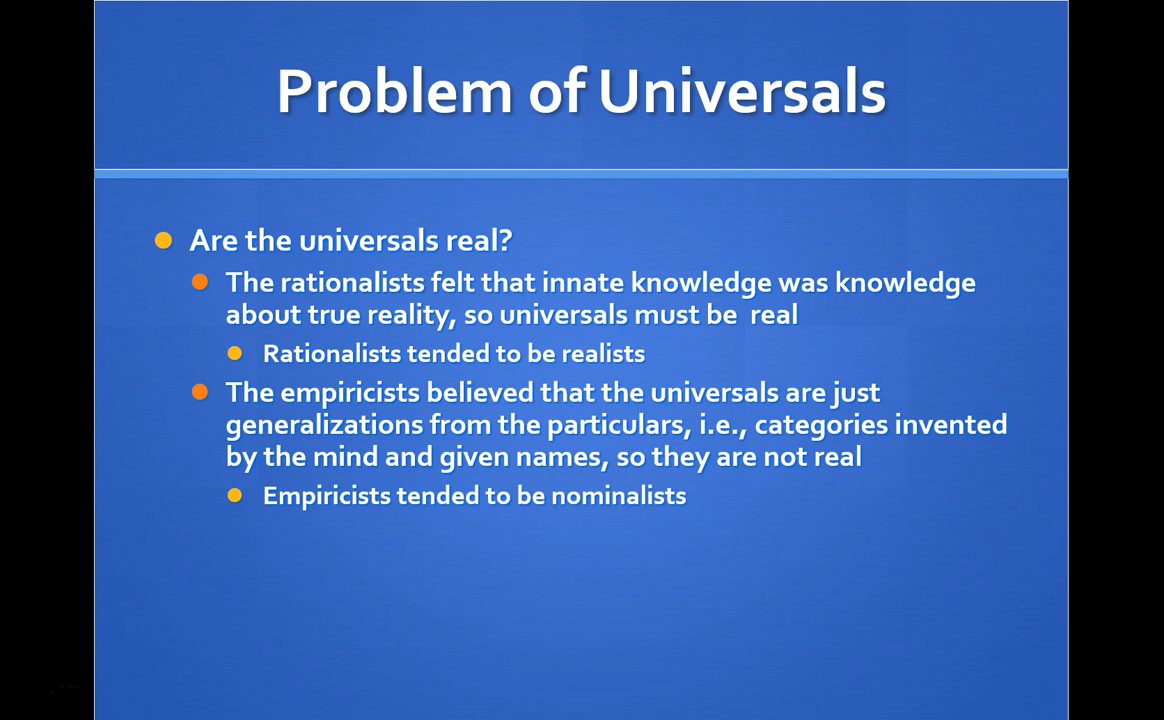 Problem of Universals
Are the universals real?
The rationalists felt that innate knowledge was knowledge
about true reality, so universals must be  real
Rationalists tended to be realists
The empiricists believed that the universals are just
generalizations from the particulars, i.e., categories invented
by the mind and given names, so they are not real
Empiricists tended to be nominalists